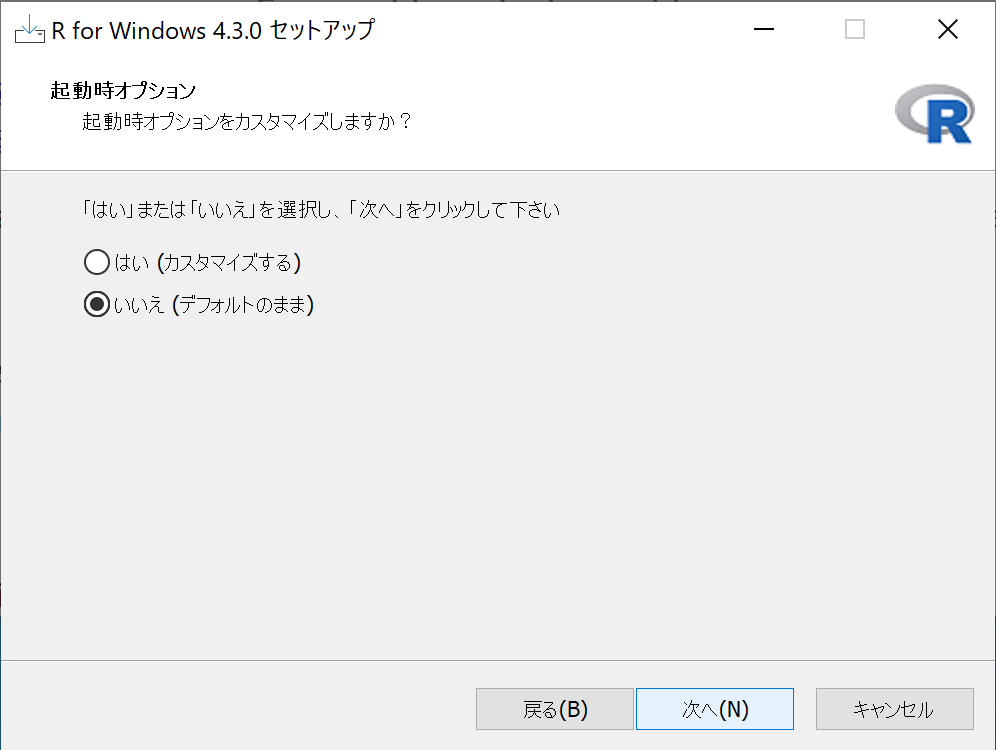 R for Windows 4.3.0 セットアップ
起動時オプション
起動時オプションをカスタマイズしますか？
R
「はい」または「いいえ」を選択し、「次へ」をクリックして下さい
はい (カスタマイズする)
いいえ (デフォルトのまま)
戻る(B)
次へ(N)
キャンセル